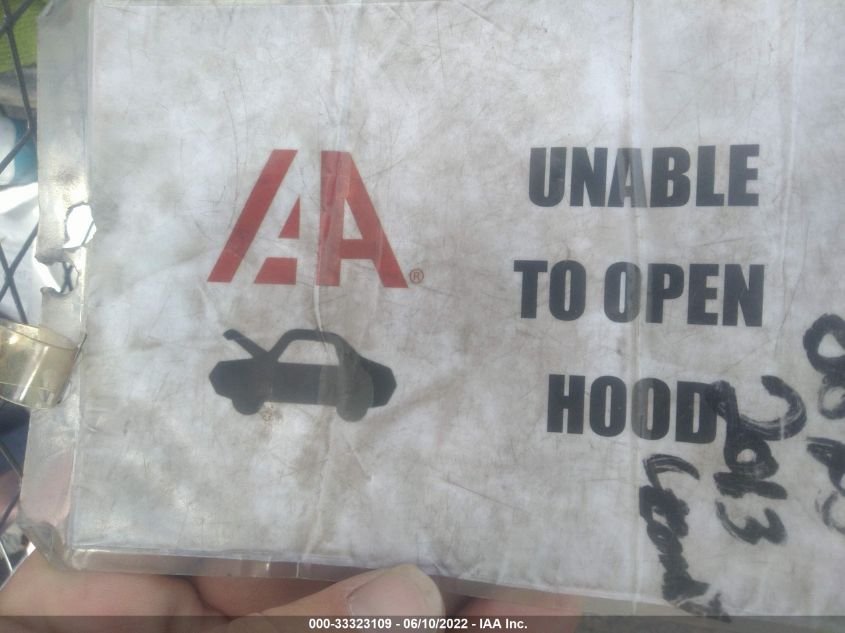 IAA®
UNABLE
TO OPEN
HOOD
2013
000-33323109 - 06/10/2022 - IAA Inc.